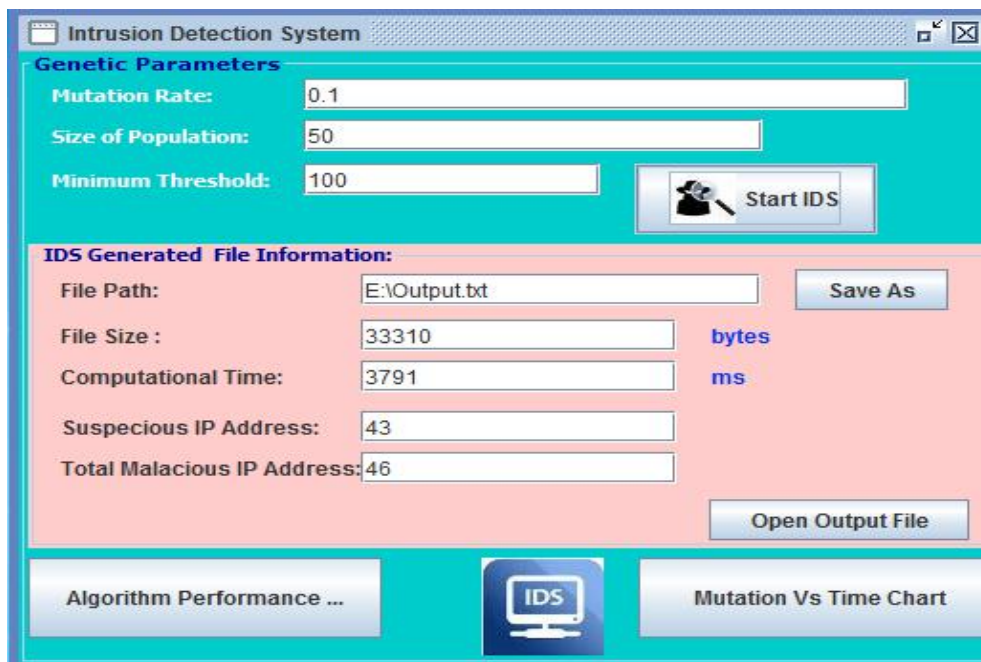 Intrusion Detection System
Genetic Parameters
Mutation Rate: 0.1
Size of Population: 50
Minimum Threshold: 100
Start IDS
IDS Generated File Information:
File Path: E:\Output.txt Save As
File Size : 33310 bytes
Computational Time: 3791 ms
Suspecious IP Address: 43
Total Malacious IP Address: 46
Open Output File
Algorithm Performance ... IDS Mutation Vs Time Chart